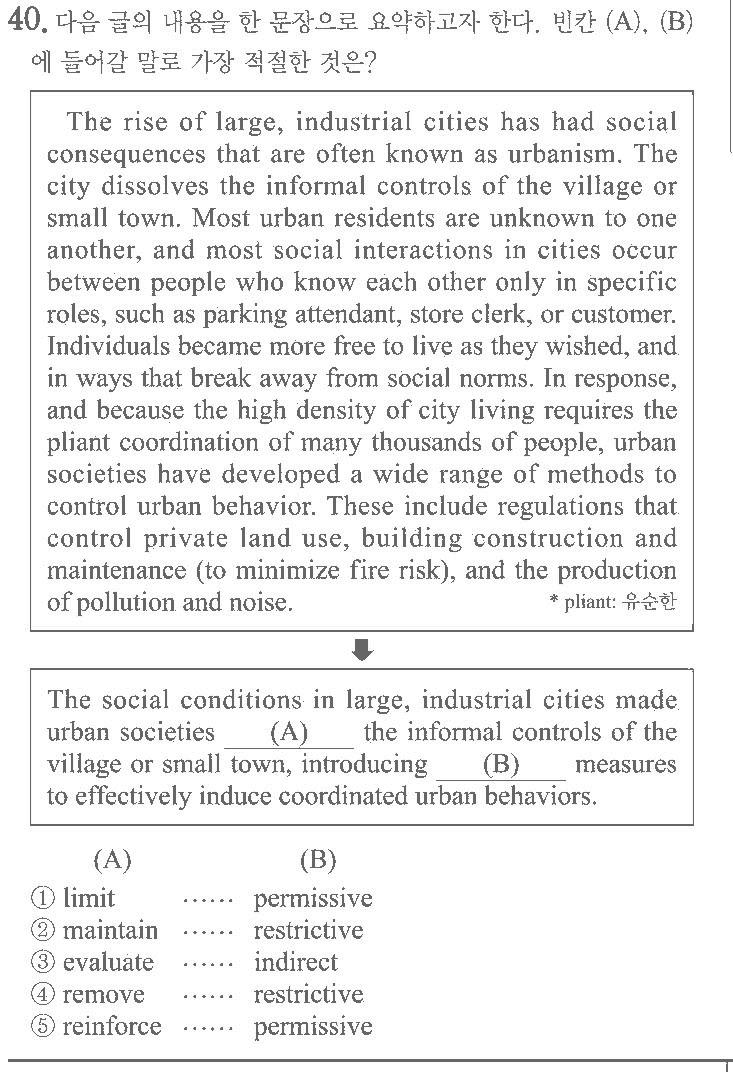 40. 다음 글의 내용을 한 문장으로 요약하고자 한다. 빈칸 (A), (B)
에 들어갈 말로 가장 적절한 것은?
The rise of large, industrial cities has had social
consequences that are often known as urbanism. The
city dissolves the informal controls of the village or
small town. Most urban residents are unknown to one
another, and most social interactions in cities occur
between people who know each other only in specific
roles, such as parking attendant, store clerk, or customer.
Individuals became more free to live as they wished, and
in ways that break away from social norms. In response,
and because the high density of city living requires the
pliant coordination of many thousands of people, urban
societies have developed a wide range of methods to
control urban behavior. These include regulations that
control private land use, building construction and
maintenance (to minimize fire risk), and the production
of pollution and noise. * pliant: 유순한
The social conditions in large, industrial cities made
urban societies (A) the informal controls of the
village or small town, introducing (B) measures
to effectively induce coordinated urban behaviors.
(A) (B)
① limit …… permissive
② maintain …… restrictive
③ evaluate …… indirect
④ remove …… restrictive
⑤ reinforce …… permissive